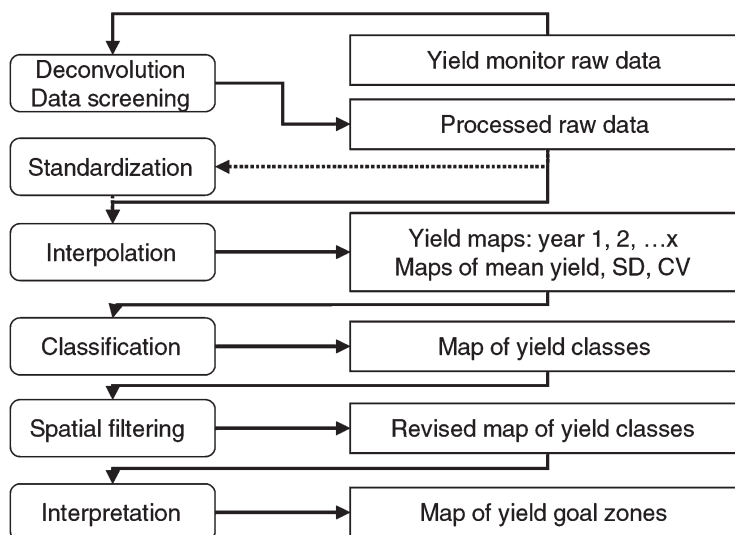 Yield monitor raw data
Deconvolution
Data screening
Processed raw data
Standardization
Interpolation
Yield maps: year 1, 2, …x
Maps of mean yield, SD, CV
Classification
Map of yield classes
Spatial filtering
Revised map of yield classes
Interpretation
Map of yield goal zones